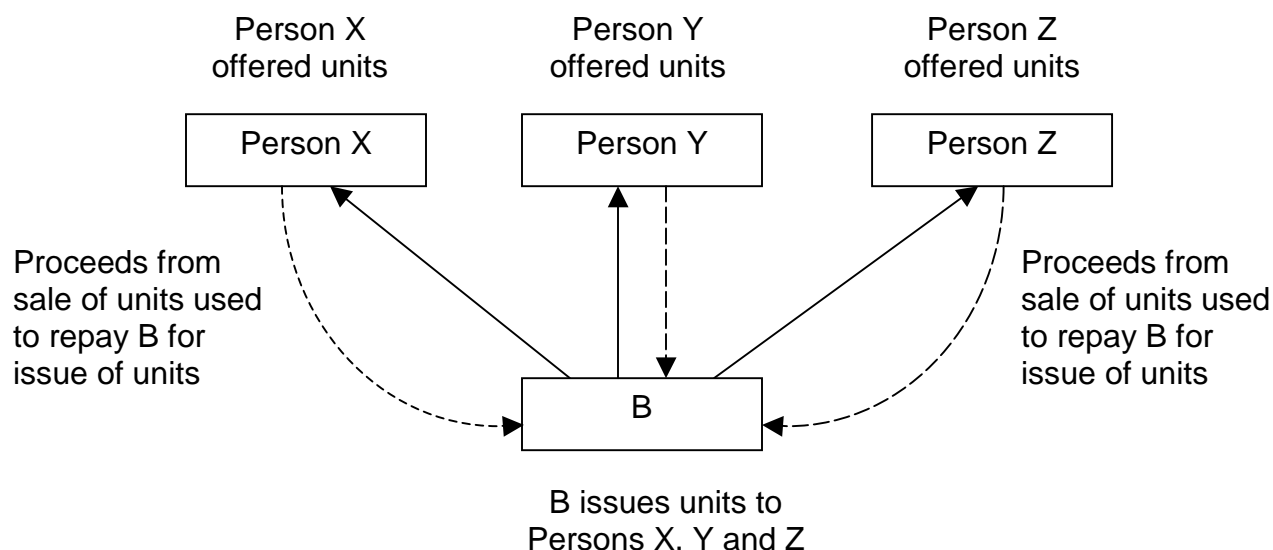 Person X
offered units
Person Y
offered units
Person Z
offered units
Person X
Person Y
Person Z
Proceeds from
sale of units used
to repay B for
issue of units
Proceeds from
sale of units used
to repay B for
issue of units
B
B issues units to
Persons X, Y and Z